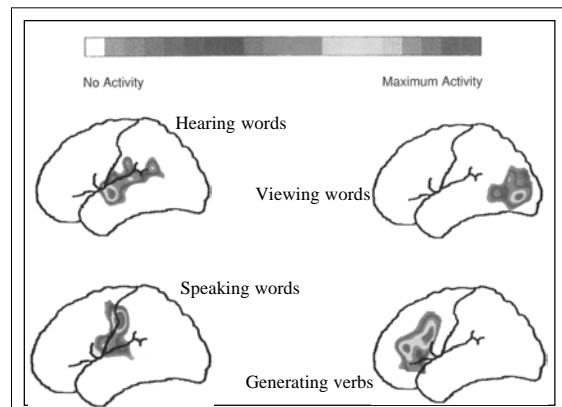 No Activity
Maximum Activity
Hearing words
Viewing words
Speaking words
Generating verbs